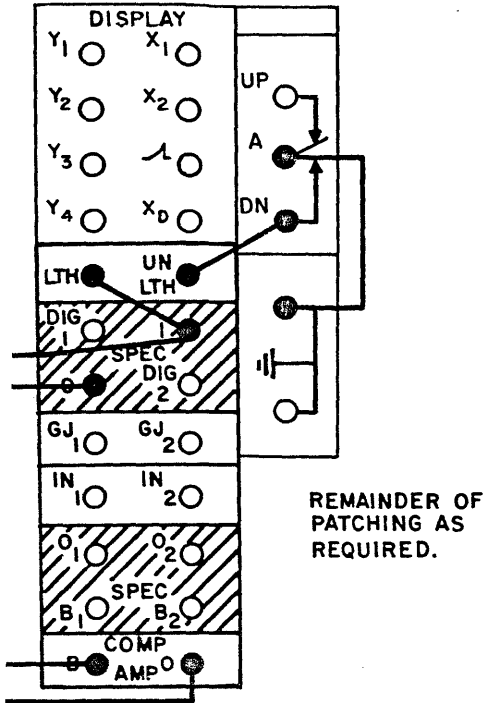 DISPLAY
Y1 X1
UP
Y2 X2
A
Y3
Y4 XD
DN
LTH UN LTH
DIG 1 1
SPEC
0 DIG 2
GJ1 GJ2
IN1 IN2
O1 O2
SPEC
B1 B2
COMP
B AMP O
REMAINDER OF
PATCHING AS
REQUIRED.